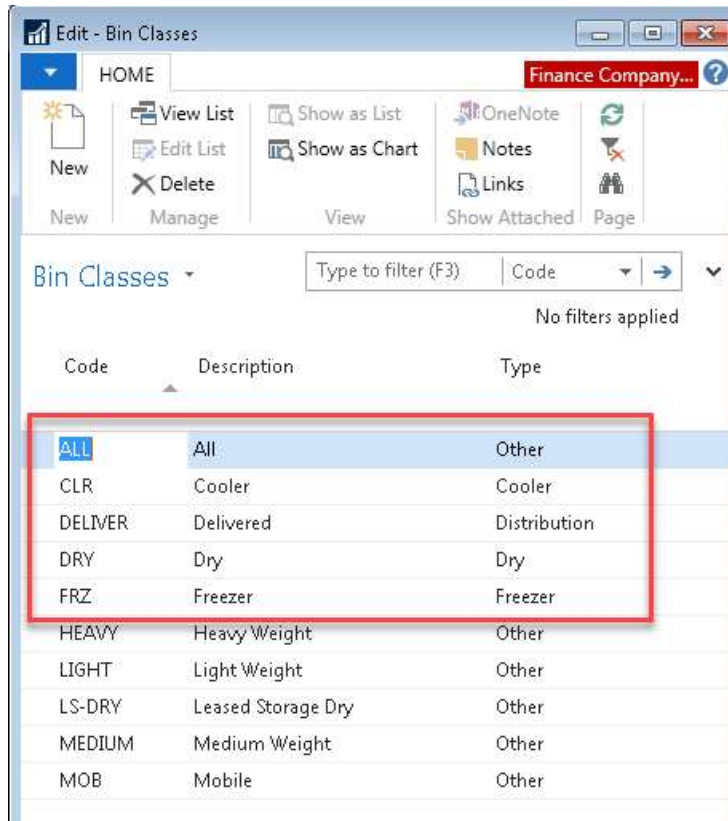 Edit - Bin Classes
HOME
Finance Company...
New
View List
Edit List
Delete
Show as List
Show as Chart
OneNote
Notes
Links
New
Manage
View
Show Attached
Page
Bin Classes
Type to filter (F3)
Code
No filters applied
Code Description Type
ALL All Other
CLR Cooler Cooler
DELIVER Delivered Distribution
DRY Dry Dry
FRZ Freezer Freezer
HEAVY Heavy Weight Other
LIGHT Light Weight Other
LS-DRY Leased Storage Dry Other
MEDIUM Medium Weight Other
MOB Mobile Other